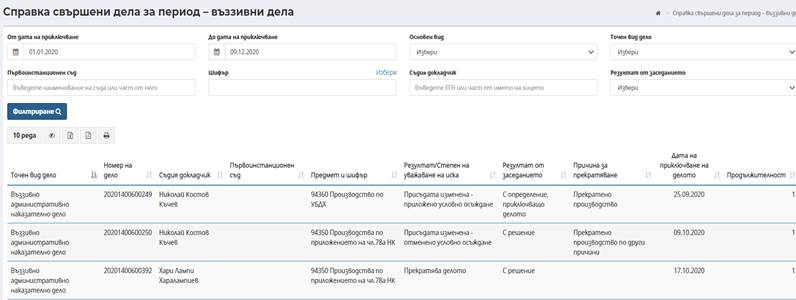 Справка свършени дела за период – въззивни дела
Справка свършени дела за период – въззивни де
От дата на приключване
До дата на приключване
Основен вид
Точен вид дело
01.01.2020
09.12.2020
Избери
Избери
Първоинстанционен съд
Шифър
Избери
Съдия докладчик
Резултат от заседанието
Въведете наименование на съда или част от него
Въведете ЕГН или част от името на лицето
Избери
Филтриране
10 реда
Точен вид дело
Номер на дело
Съдия докладчик
Първоинстанционен съд
Предмет и шифър
Резултат/Степен на уважаване на иска
Резултат от заседанието
Причина за прекратяване
Дата на приключване на делото
Продължителност
Въззивно административно наказателно дело
20201400600249
Николай Костов Къчев
94360 Производство по УБДХ
Присъдата изменена - приложено условно осъждане
С определение, приключващо делото
Прекратено производство
25.09.2020
1
Въззивно административно наказателно дело
20201400600250
Николай Костов Къчев
94350 Производства по приложението на чл.78а НК
Присъдата изменена - отменено условно осъждане
С решение
Прекратено производство по други причини
09.10.2020
1
Въззивно административно наказателно дело
20201400600392
Хари Лампи Харалампиев
94350 Производства по приложението на чл.78а НК
Прекратява делото
С решение
17.10.2020
1